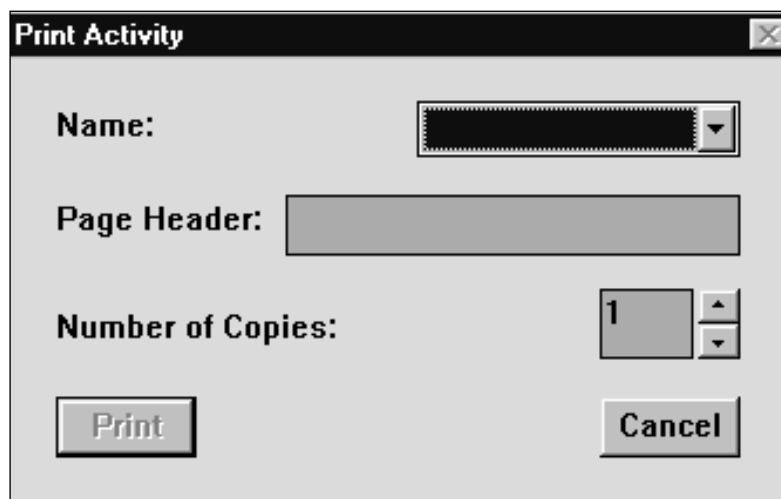 Print Activity
Name:
Page Header:
Number of Copies: 1
Print Cancel